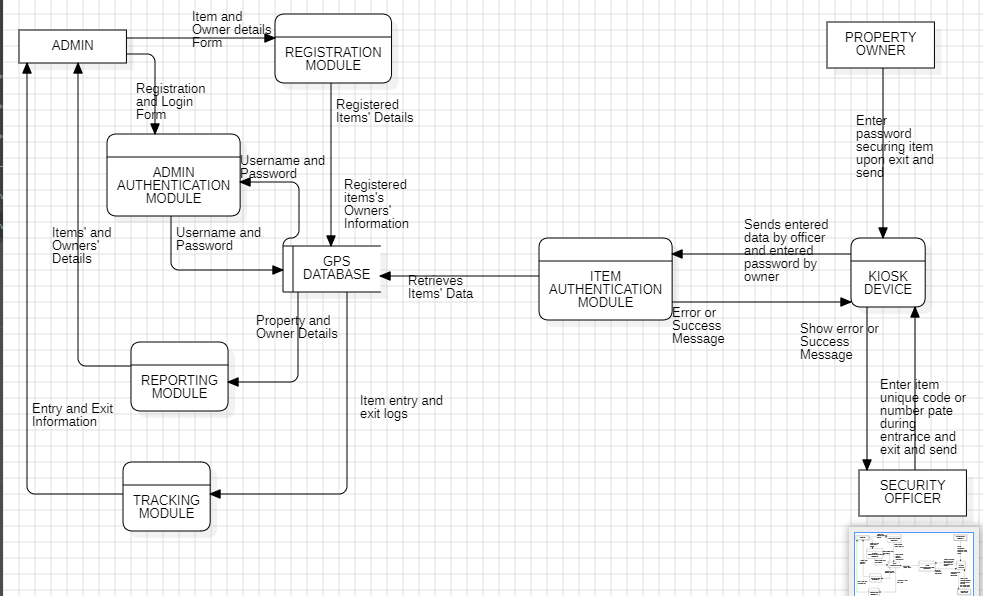 ADMIN
Item and
Owner details
Form
REGISTRATION
MODULE
PROPERTY
OWNER
Registration
and Login
Form
Registered
Items' Details
Enter
password
securing item
upon exit and
send
ADMIN
AUTHENTICATION
MODULE
Username and
Password
Registered
items's
Owners'
Information
Items' and
Owners'
Details
Username and
Password
GPS
DATABASE
Retrieves
Items' Data
ITEM
AUTHENTICATION
MODULE
Sends entered
data by officer
and entered
password by
owner
KIOSK
DEVICE
Error or
Success
Message
Show error or
Success
Message
Property and
Owner Details
REPORTING
MODULE
Entry and Exit
Information
Item entry and
exit logs
Enter item
unique code or
number pate
during
entrance and
exit and send
TRACKING
MODULE
SECURITY
OFFICER